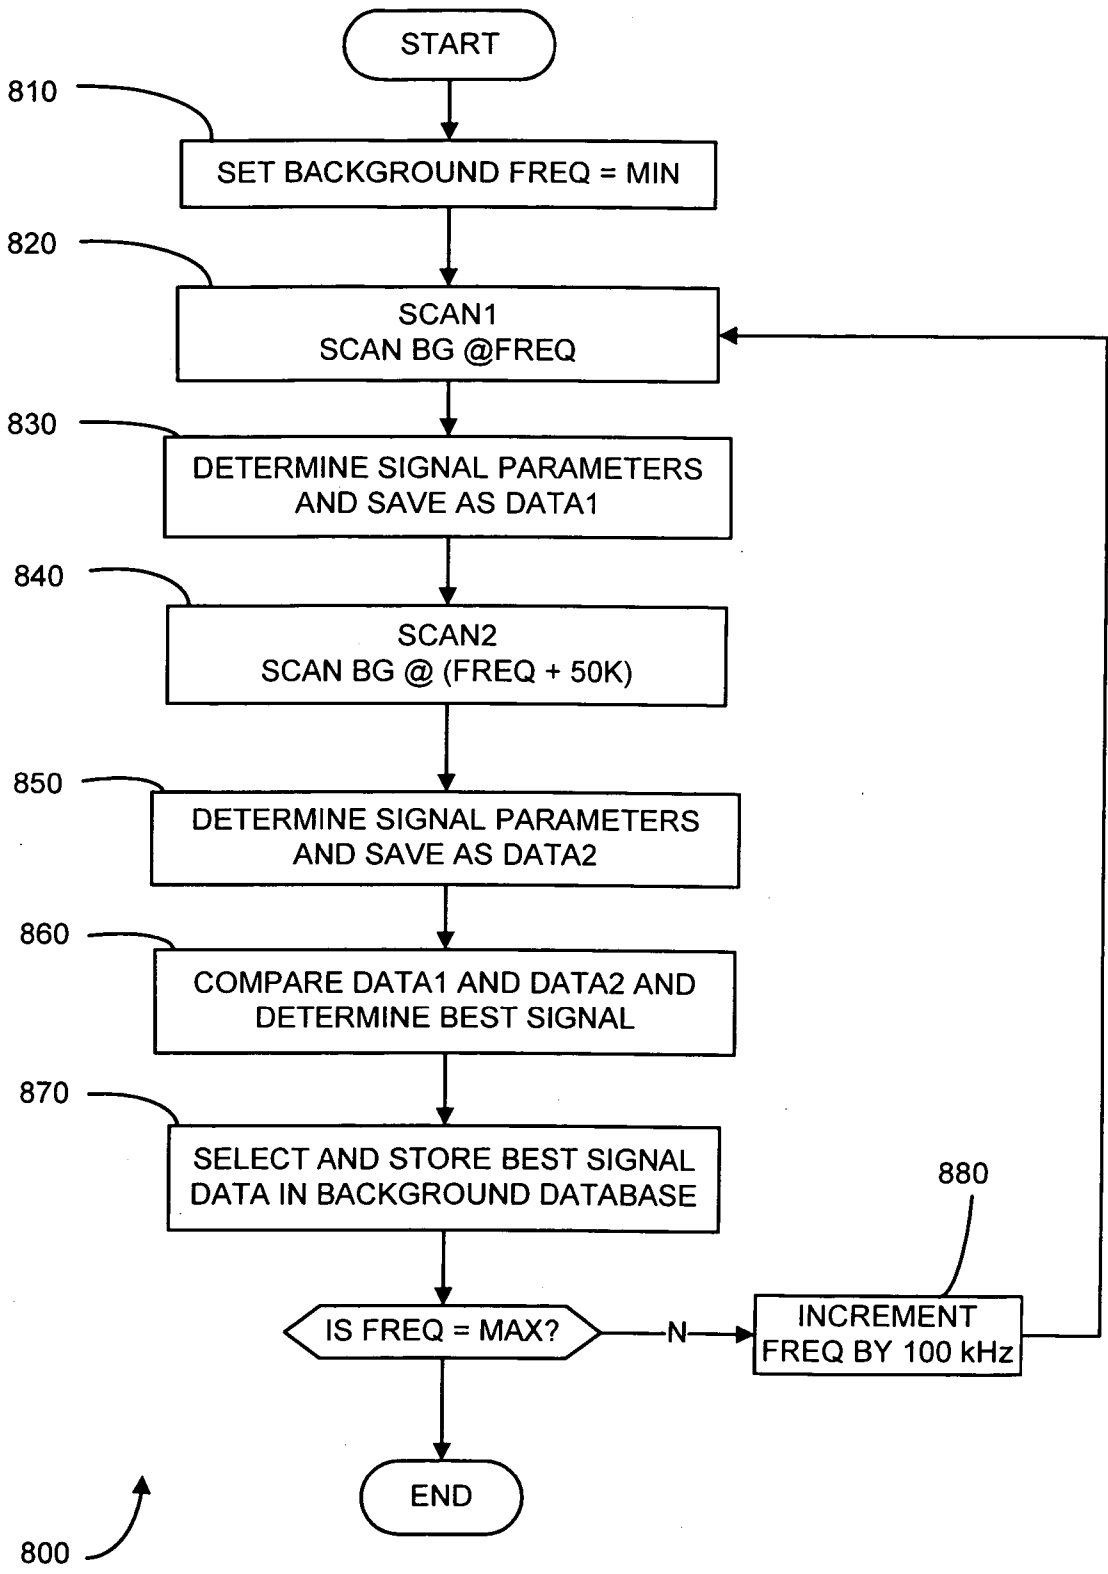 START
810
SET BACKGROUND FREQ = MIN
820
SCAN1
SCAN BG @FREQ
830
DETERMINE SIGNAL PARAMETERS
AND SAVE AS DATA1
840
SCAN2
SCAN BG @ (FREQ + 50K)
850
DETERMINE SIGNAL PARAMETERS
AND SAVE AS DATA2
860
COMPARE DATA1 AND DATA2 AND
DETERMINE BEST SIGNAL
870
SELECT AND STORE BEST SIGNAL
DATA IN BACKGROUND DATABASE
880
IS FREQ = MAX?
N
INCREMENT
FREQ BY 100 kHz
END
800